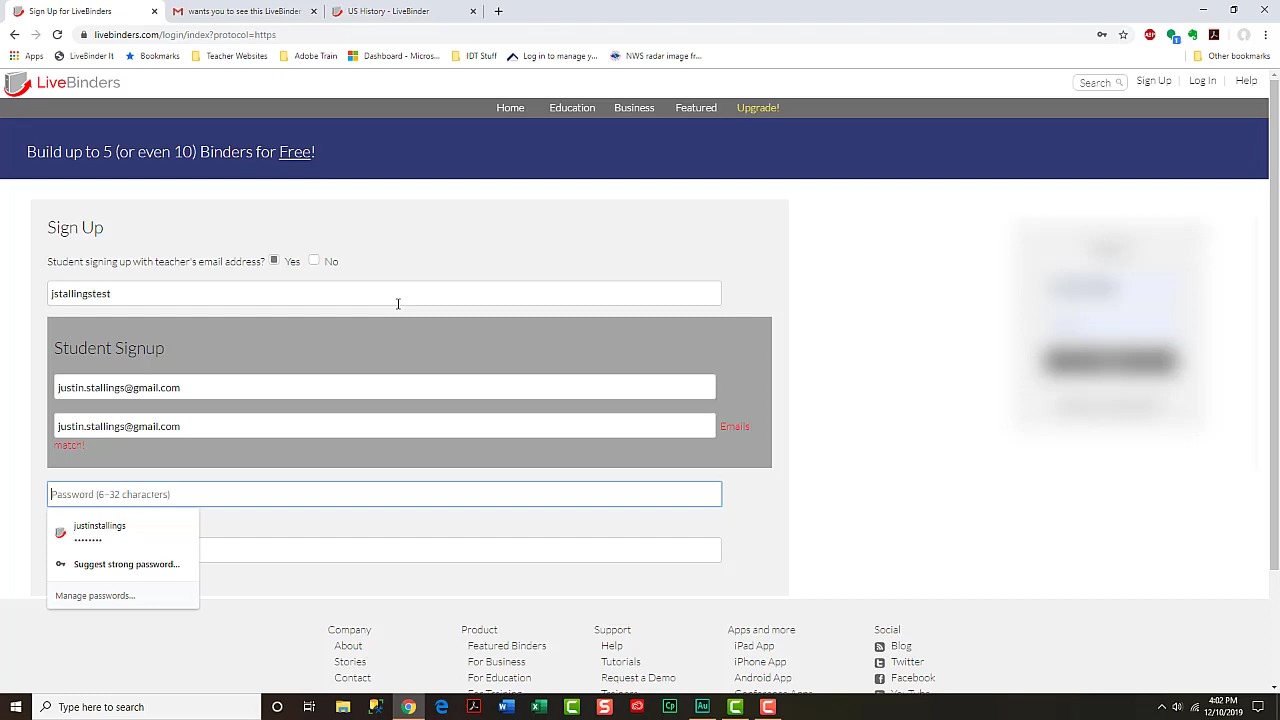 Sign Up for LiveBinders
wants you to see this LiveBinder
US History - LiveBinder
livebinders.com/login/index?protocol=https
Apps
LiveBinder It
Bookmarks
Teacher Websites
Adobe Train
Dashboard - Micros...
IDT Stuff
Log in to manage y...
NWS radar image fr...
Other bookmarks
LiveBinders
Search
Sign Up
Log In
Help
Home
Education
Business
Featured
Upgrade!
Build up to 5 (or even 10) Binders for Free!
Sign Up
Student signing up with teacher's email address? Yes No
jstallingstest
Student Signup
justin.stallings@gmail.com
justin.stallings@gmail.com
Emails
match!
Password (6-32 characters)
justinstallings
••••••••
Suggest strong password...
Manage passwords...
Company
Product
Support
Apps and more
Social
About
Featured Binders
Help
iPad App
Blog
Stories
For Business
Tutorials
iPhone App
Twitter
Contact
For Education
Request a Demo
Android App
Facebook
Type here to search
4:02 PM
12/10/2019